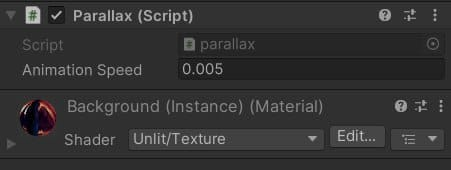 Parallax (Script)
Script parallax
Animation Speed 0.005
Background (Instance) (Material)
Shader Unlit/Texture Edit...